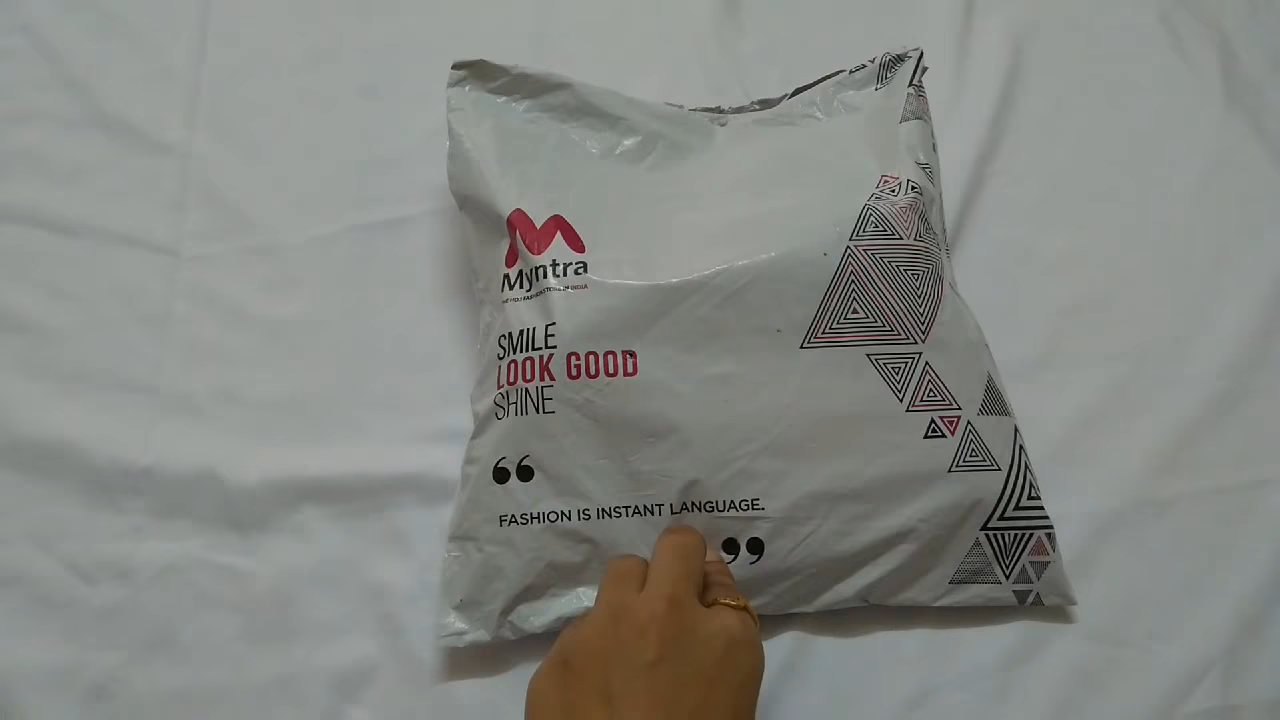 Myntra
SMILE
LOOK GOOD
SHINE
“
FASHION IS INSTANT LANGUAGE.
”